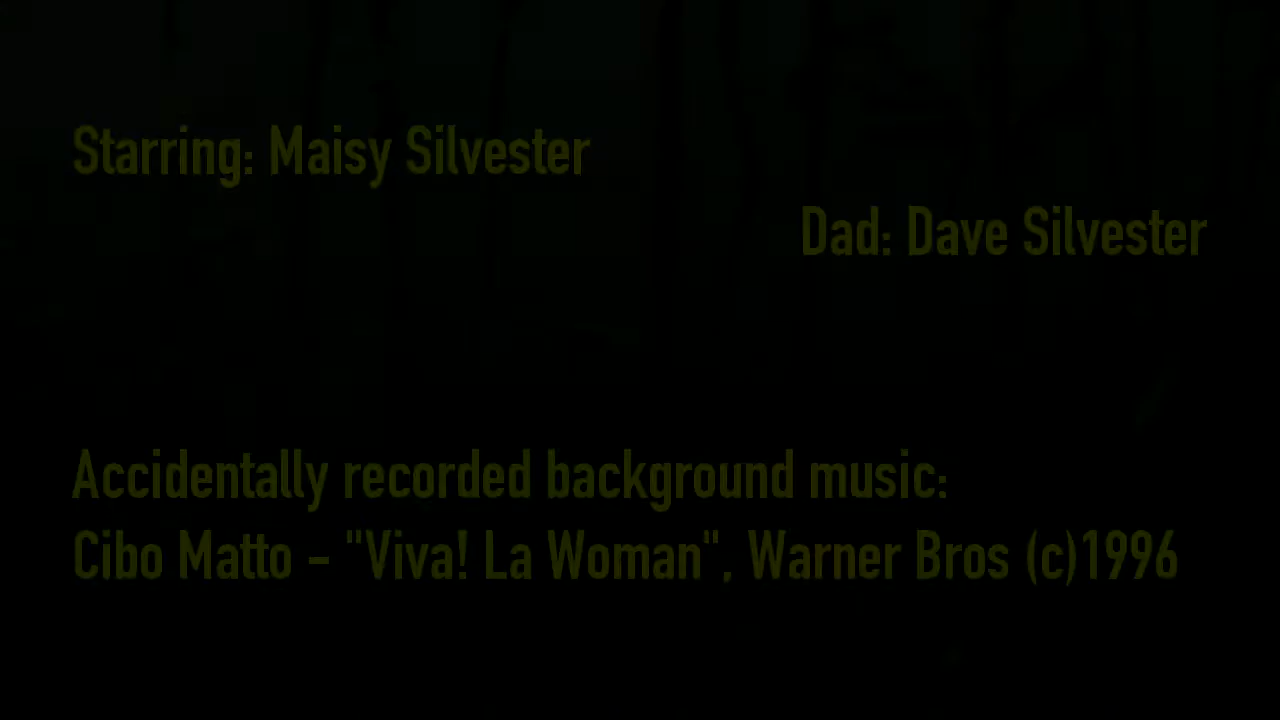 Starring: Maisy Silvester
Dad: Dave Silvester
Accidentally recorded background music:
Cibo Matto - "Viva! La Woman", Warner Bros (c)1996